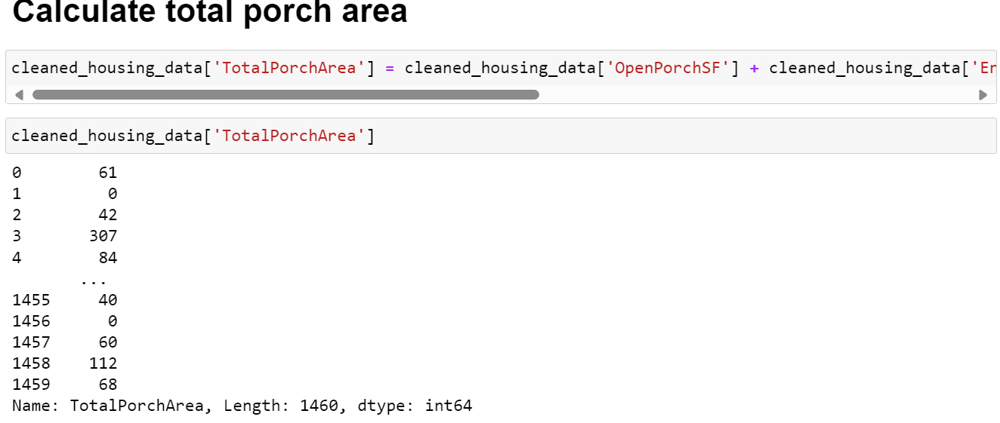 Calculate total porch area
cleaned_housing_data['TotalPorchArea'] = cleaned_housing_data['OpenPorchSF'] + cleaned_housing_data['En
cleaned_housing_data['TotalPorchArea']
0        61
1         0
2        42
3       307
4        84
       ...
1455     40
1456      0
1457     60
1458    112
1459     68
Name: TotalPorchArea, Length: 1460, dtype: int64